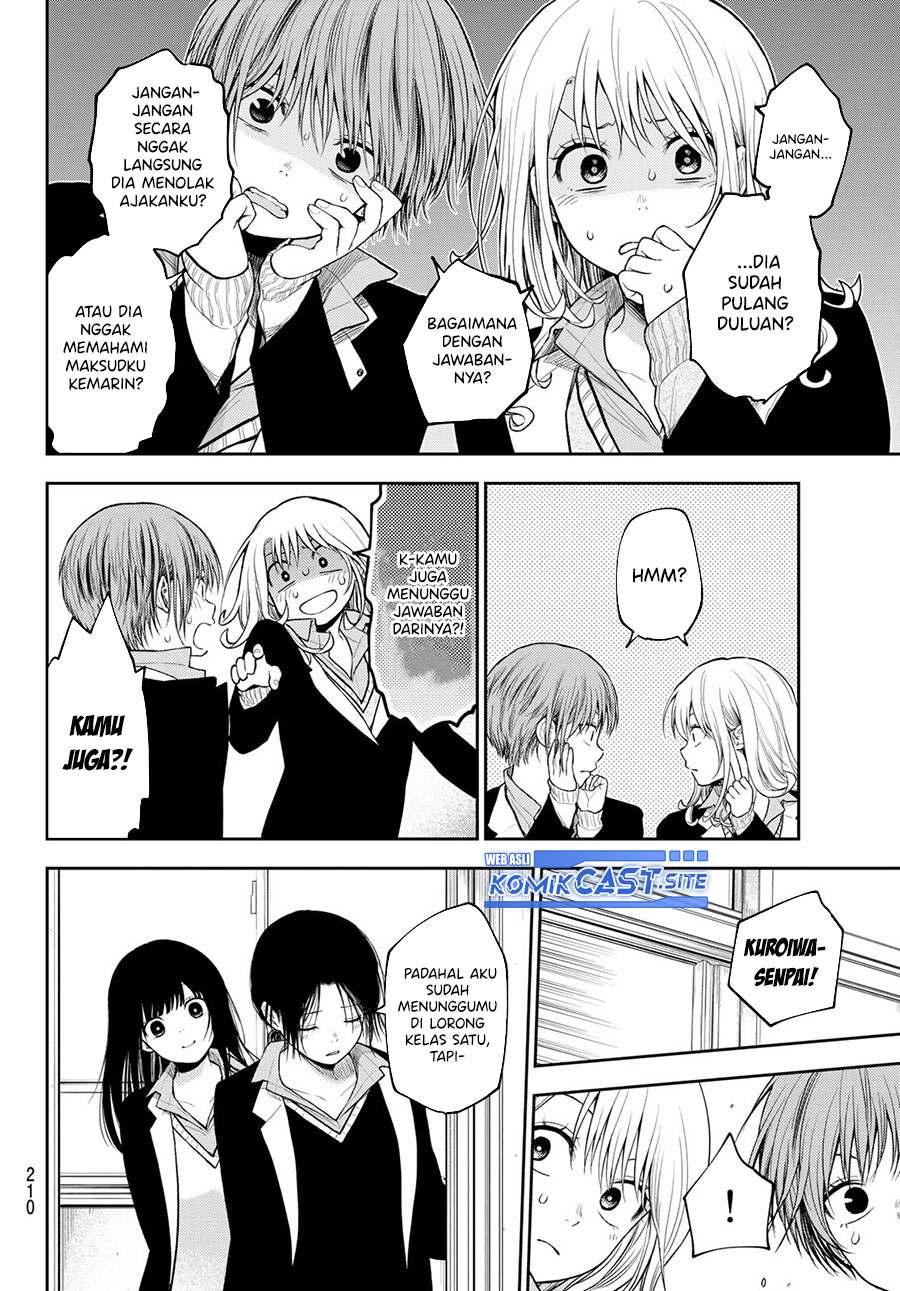 JANGAN-
JANGAN...
...DIA
SUDAH
PULANG
DULUAN?
BAGAIMANA
DENGAN
JAWABAN-
NYA?
JANGAN-
JANGAN
SECARA
NGGAK
LANGSUNG
DIA MENOLAK
AJAKANKU?
ATAU DIA
NGGAK
MEMAHAMI
MAKSUDKU
KEMARIN?
HMM?
K-KAMU
JUGA
MENUNGGU
JAWABAN
DARINYA?!
KAMU
JUGA?!
WEB ASLI
KOMIKCAST.SITE
KUROIWA-
SENPAI!
!
PADAHAL AKU
SUDAH
MENUNGGUMU
DI LORONG
KELAS SATU,
TAPI-
210